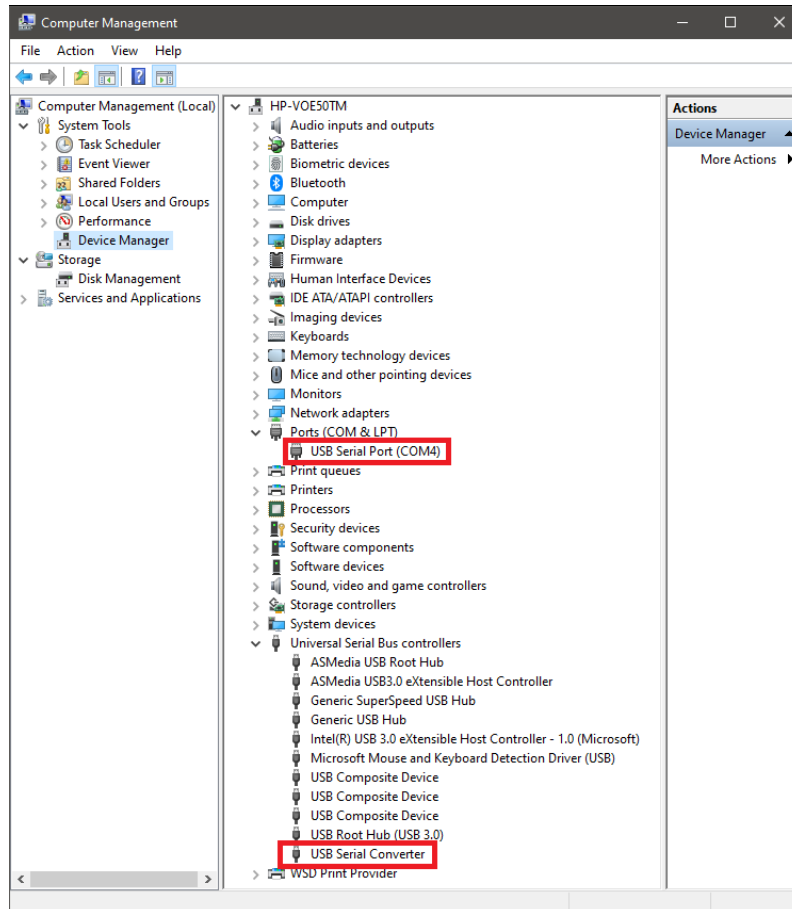 Computer Management
File Action View Help
Computer Management (Local)
System Tools
Task Scheduler
Event Viewer
Shared Folders
Local Users and Groups
Performance
Device Manager
Storage
Disk Management
Services and Applications
HP-VOE50TM
Audio inputs and outputs
Batteries
Biometric devices
Bluetooth
Computer
Disk drives
Display adapters
Firmware
Human Interface Devices
IDE ATA/ATAPI controllers
Imaging devices
Keyboards
Memory technology devices
Mice and other pointing devices
Monitors
Network adapters
Ports (COM & LPT)
USB Serial Port (COM4)
Print queues
Printers
Processors
Security devices
Software components
Software devices
Sound, video and game controllers
Storage controllers
System devices
Universal Serial Bus controllers
ASMedia USB Root Hub
ASMedia USB3.0 eXtensible Host Controller
Generic SuperSpeed USB Hub
Generic USB Hub
Intel(R) USB 3.0 eXtensible Host Controller - 1.0 (Microsoft)
Microsoft Mouse and Keyboard Detection Driver (USB)
USB Composite Device
USB Composite Device
USB Composite Device
USB Root Hub (USB 3.0)
USB Serial Converter
WSD Print Provider
Actions
Device Manager
More Actions